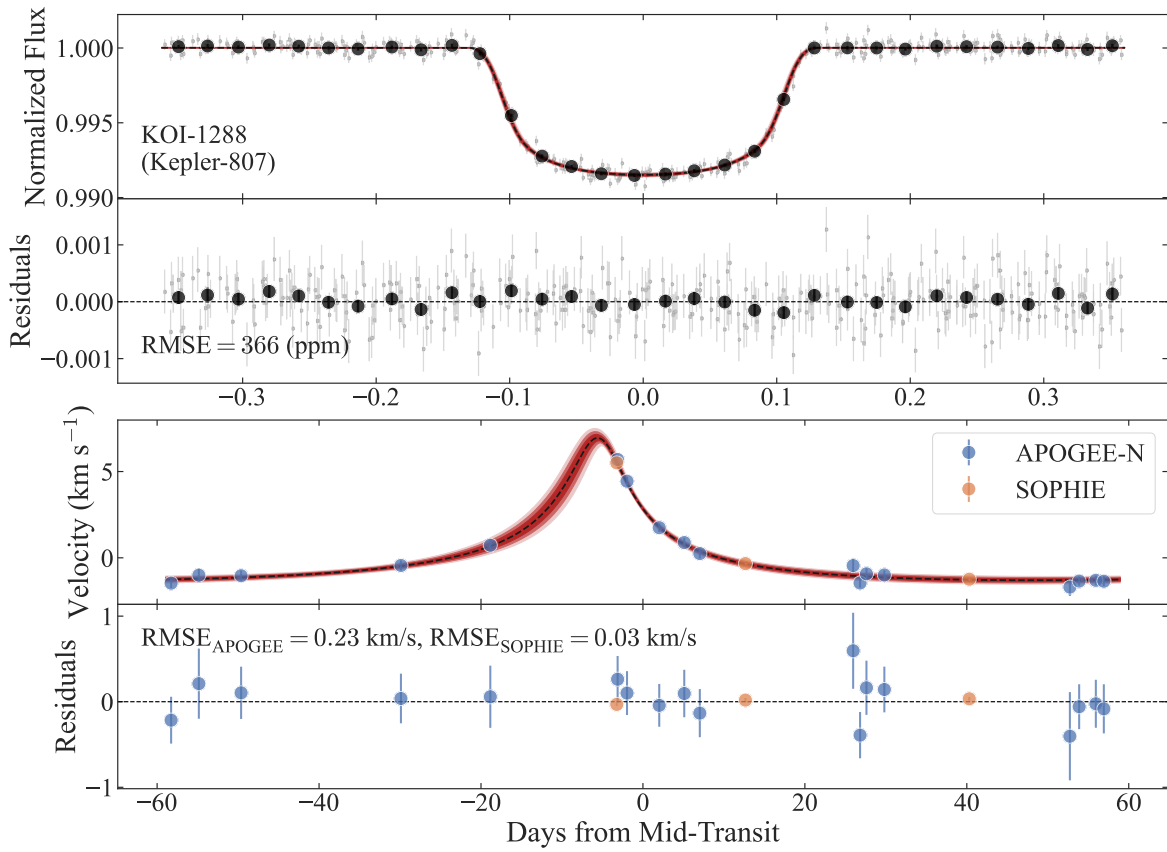 Normalized Flux
1.000
0.995
0.990
KOI-1288
(Kepler-807)
Residuals
0.001
0.000
−0.001
RMSE = 366 (ppm)
−0.3 −0.2 −0.1 0.0 0.1 0.2 0.3
Velocity (km s⁻¹)
5
0
APOGEE-N
SOPHIE
Residuals
1
0
−1
RMSE_APOGEE = 0.23 km/s, RMSE_SOPHIE = 0.03 km/s
−60 −40 −20 0 20 40 60
Days from Mid-Transit